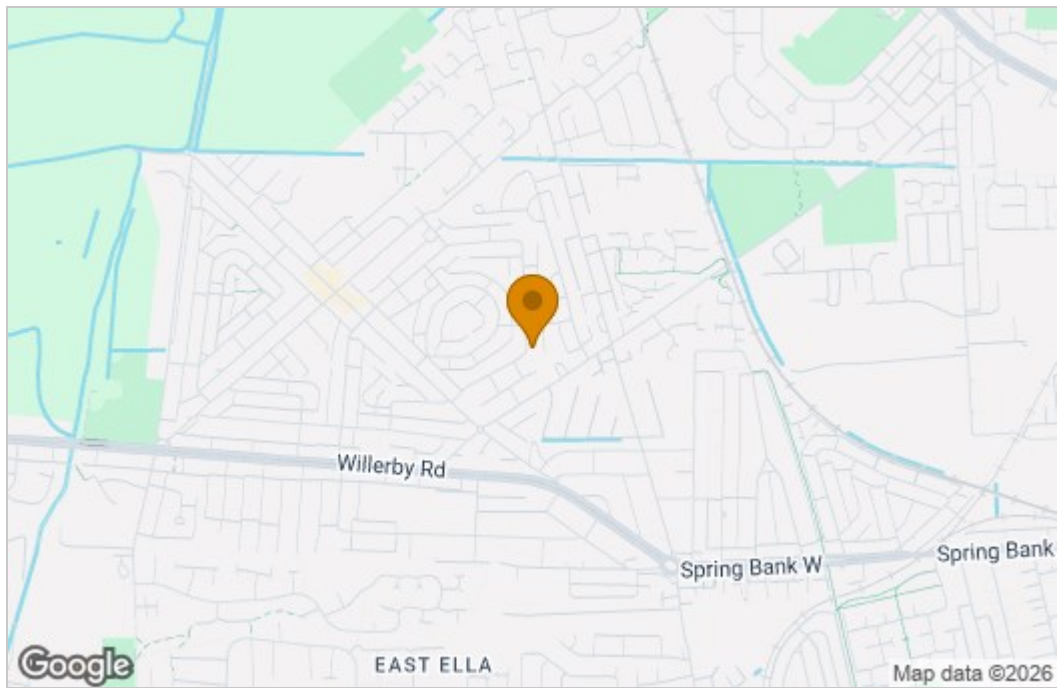 Willerby Rd
Spring Bank W
Spring Bank
EAST ELLA
Google
Map data ©2026